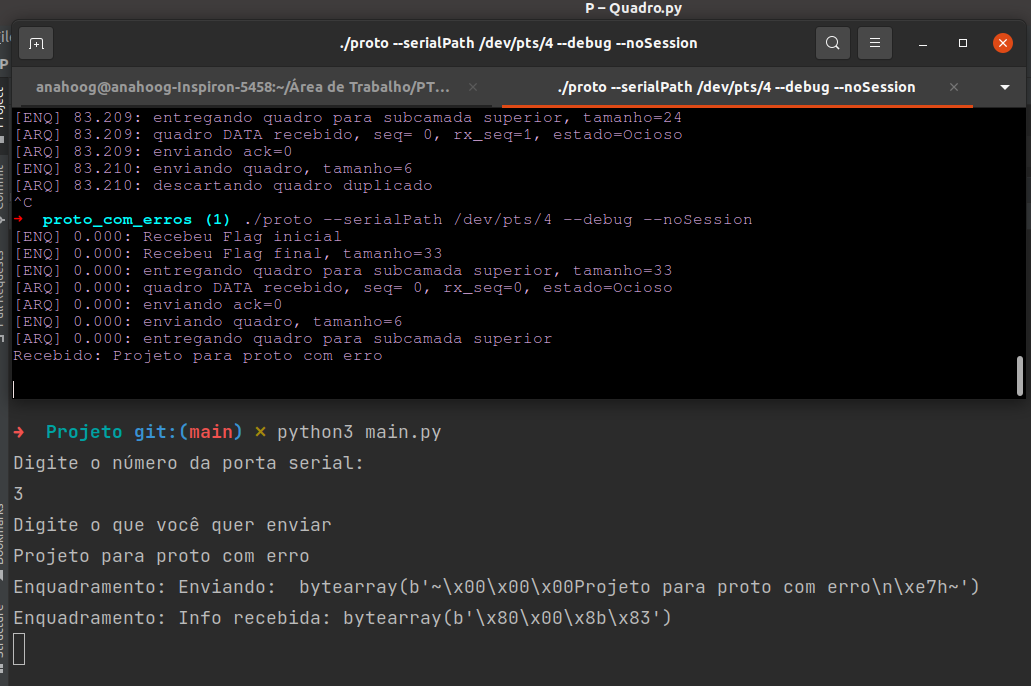 P – Quadro.py
./proto --serialPath /dev/pts/4 --debug --noSession
anahoog@anahoog-Inspiron-5458:~/Área de Trabalho/PT... × ./proto --serialPath /dev/pts/4 --debug --noSession ×
[ENQ] 83.209: entregando quadro para subcamada superior, tamanho=24
[ARQ] 83.209: quadro DATA recebido, seq= 0, rx_seq=1, estado=Ocioso
[ARQ] 83.209: enviando ack=0
[ENQ] 83.210: enviando quadro, tamanho=6
[ARQ] 83.210: descartando quadro duplicado
^C
➜  proto_com_erros (1) ./proto --serialPath /dev/pts/4 --debug --noSession
[ENQ] 0.000: Recebeu Flag inicial
[ENQ] 0.000: Recebeu Flag final, tamanho=33
[ENQ] 0.000: entregando quadro para subcamada superior, tamanho=33
[ARQ] 0.000: quadro DATA recebido, seq= 0, rx_seq=0, estado=Ocioso
[ARQ] 0.000: enviando ack=0
[ENQ] 0.000: enviando quadro, tamanho=6
[ARQ] 0.000: entregando quadro para subcamada superior
Recebido: Projeto para proto com erro
➜  Projeto git:(main) ✗ python3 main.py
Digite o número da porta serial:
3
Digite o que você quer enviar
Projeto para proto com erro
Enquadramento: Enviando:  bytearray(b'~\x00\x00\x00Projeto para proto com erro\n\xe7h~')
Enquadramento: Info recebida: bytearray(b'\x80\x00\x8b\x83')